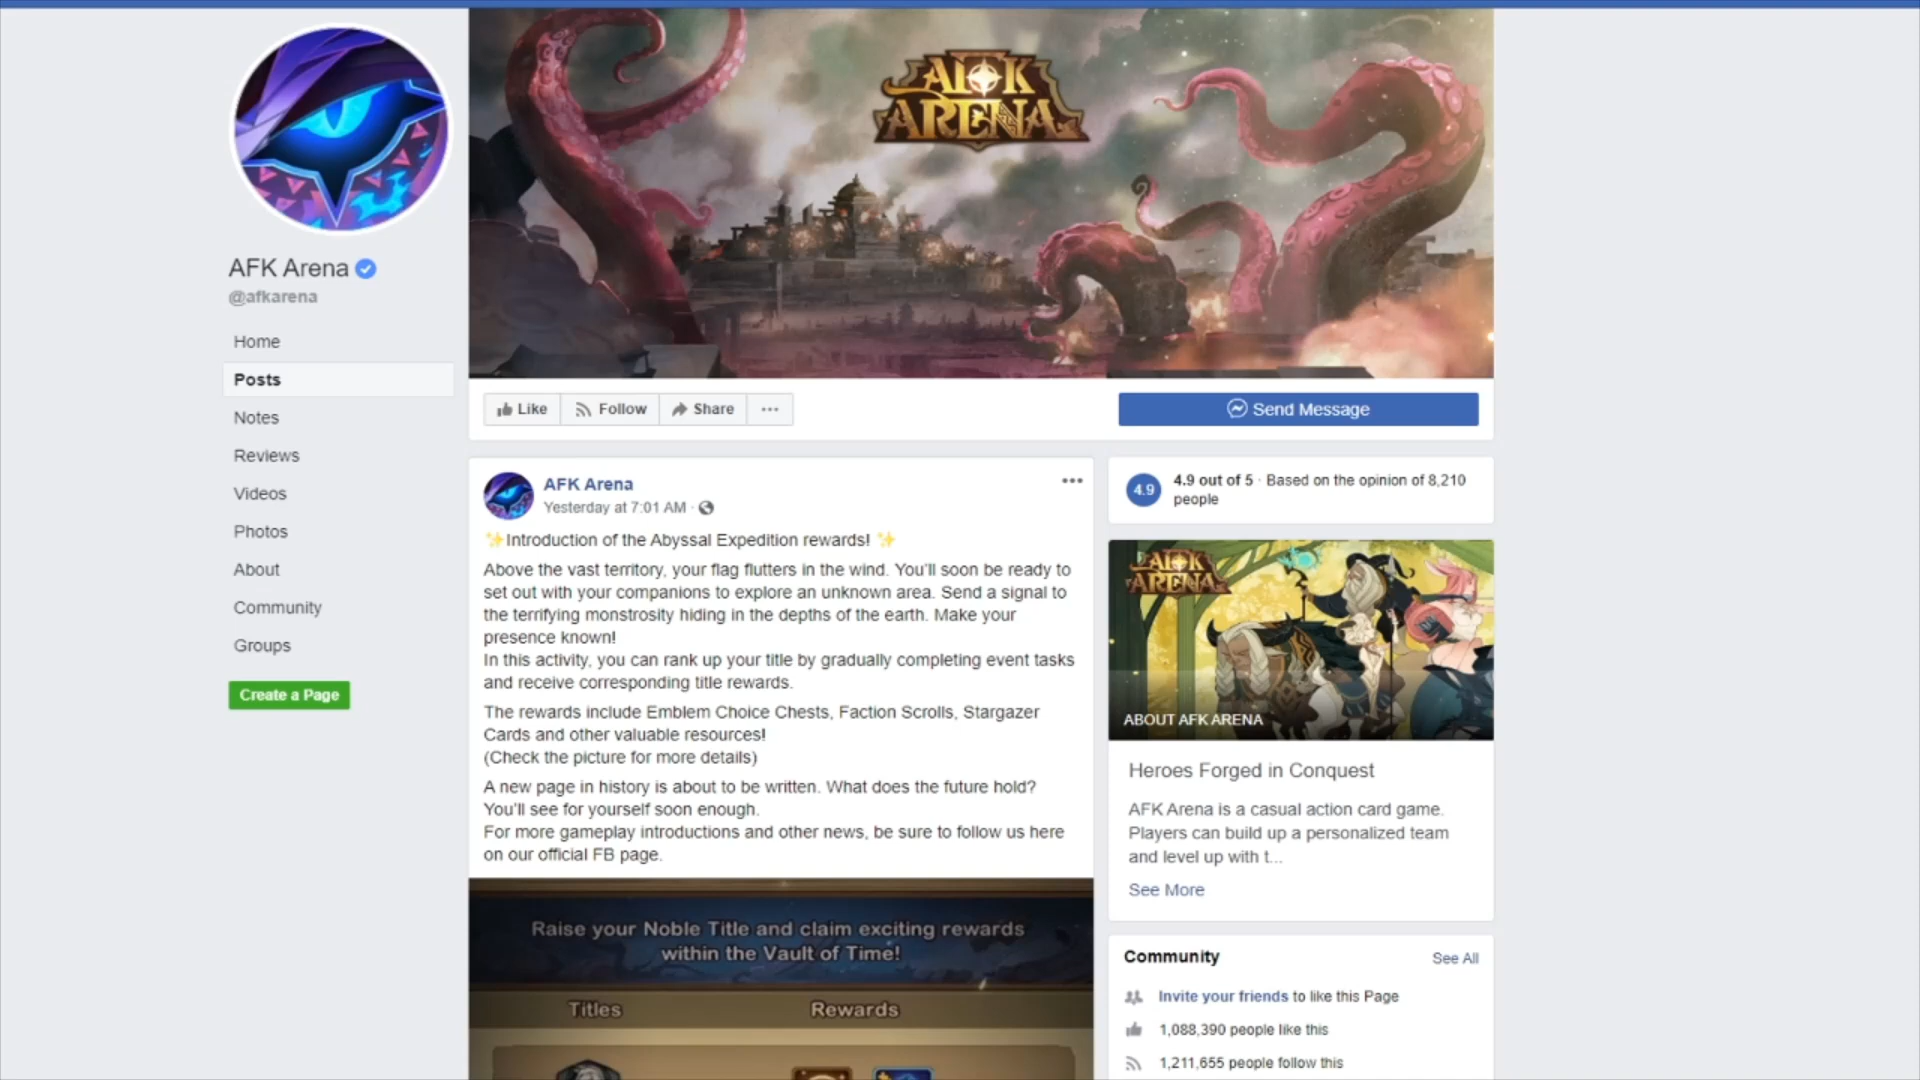 AFK ARENA
AFK Arena
@afkarena
Home
Posts
Notes
Reviews
Videos
Photos
About
Community
Groups
Create a Page
Like
Follow
Share
Send Message
AFK Arena
Yesterday at 7:01 AM ·
✨Introduction of the Abyssal Expedition rewards! ✨
Above the vast territory, your flag flutters in the wind. You'll soon be ready to
set out with your companions to explore an unknown area. Send a signal to
the terrifying monstrosity hiding in the depths of the earth. Make your
presence known!
In this activity, you can rank up your title by gradually completing event tasks
and receive corresponding title rewards.
The rewards include Emblem Choice Chests, Faction Scrolls, Stargazer
Cards and other valuable resources!
(Check the picture for more details)
A new page in history is about to be written. What does the future hold?
You'll see for yourself soon enough.
For more gameplay introductions and other news, be sure to follow us here
on our official FB page.
Raise your Noble Title and claim exciting rewards
within the Vault of Time!
Titles
Rewards
4.9
4.9 out of 5 · Based on the opinion of 8,210
people
AFK ARENA
ABOUT AFK ARENA
Heroes Forged in Conquest
AFK Arena is a casual action card game.
Players can build up a personalized team
and level up with t...
See More
Community
See All
Invite your friends to like this Page
1,088,390 people like this
1,211,655 people follow this